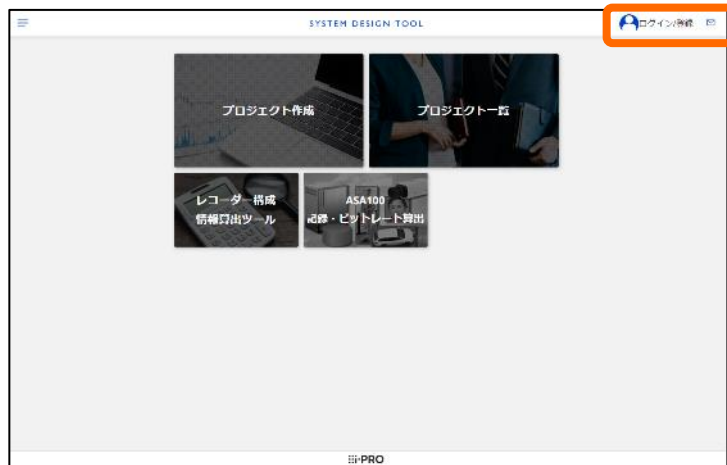 SYSTEM DESIGN TOOL
ログイン/登録
プロジェクト作成
プロジェクト一覧
レコーダー構成
情報算出ツール
ASA100
記録・ビットレート算出
i-PRO